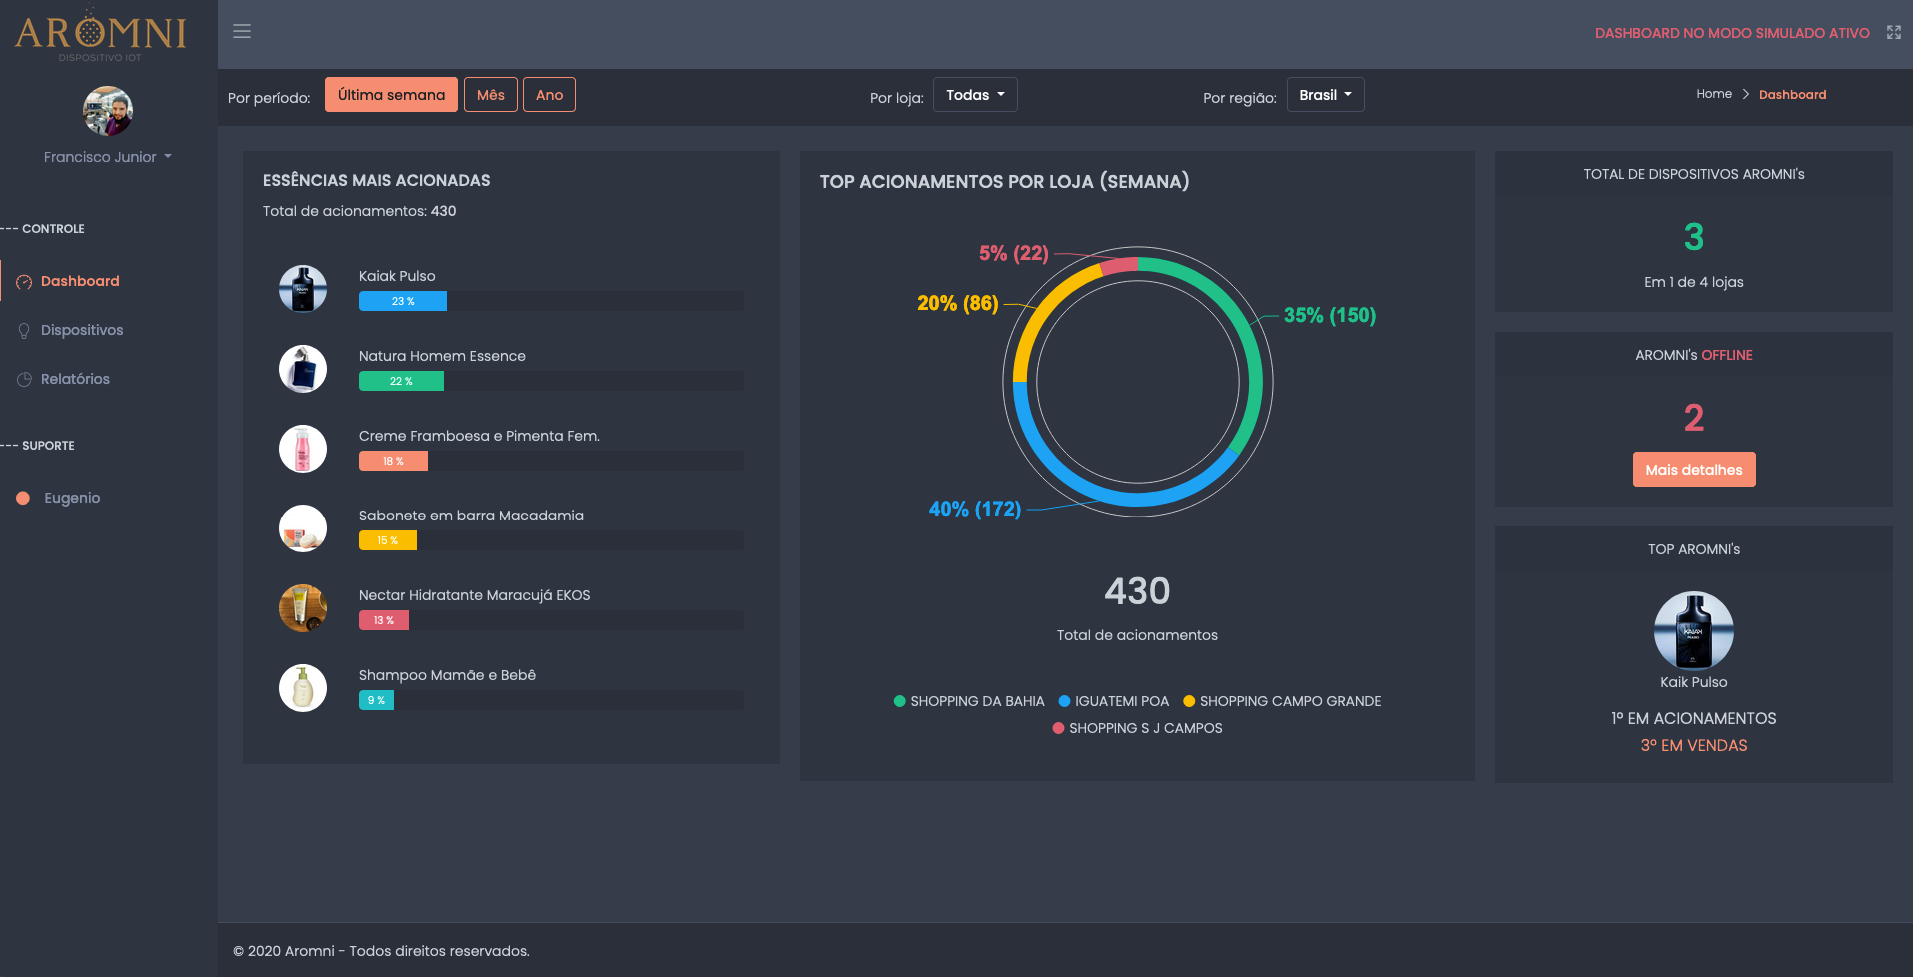 AROMNI
DISPOSITIVO IOT
Francisco Junior
--- CONTROLE
Dashboard
Dispositivos
Relatórios
--- SUPORTE
Eugenio
DASHBOARD NO MODO SIMULADO ATIVO
Por período: Última semana Mês Ano
Por loja: Todas
Por região: Brasil
Home > Dashboard
ESSÊNCIAS MAIS ACIONADAS
Total de acionamentos: 430
Kaiak Pulso
23 %
Natura Homem Essence
22 %
Creme Framboesa e Pimenta Fem.
18 %
Sabonete em barra Macadamia
15 %
Nectar Hidratante Maracujá EKOS
13 %
Shampoo Mamãe e Bebê
9 %
TOP ACIONAMENTOS POR LOJA (SEMANA)
5% (22)
20% (86)
35% (150)
40% (172)
430
Total de acionamentos
SHOPPING DA BAHIA IGUATEMI POA SHOPPING CAMPO GRANDE
SHOPPING S J CAMPOS
TOTAL DE DISPOSITIVOS AROMNI's
3
Em 1 de 4 lojas
AROMNI's OFFLINE
2
Mais detalhes
TOP AROMNI's
KAIAK
Kaik Pulso
1º EM ACIONAMENTOS
3º EM VENDAS
© 2020 Aromni - Todos direitos reservados.